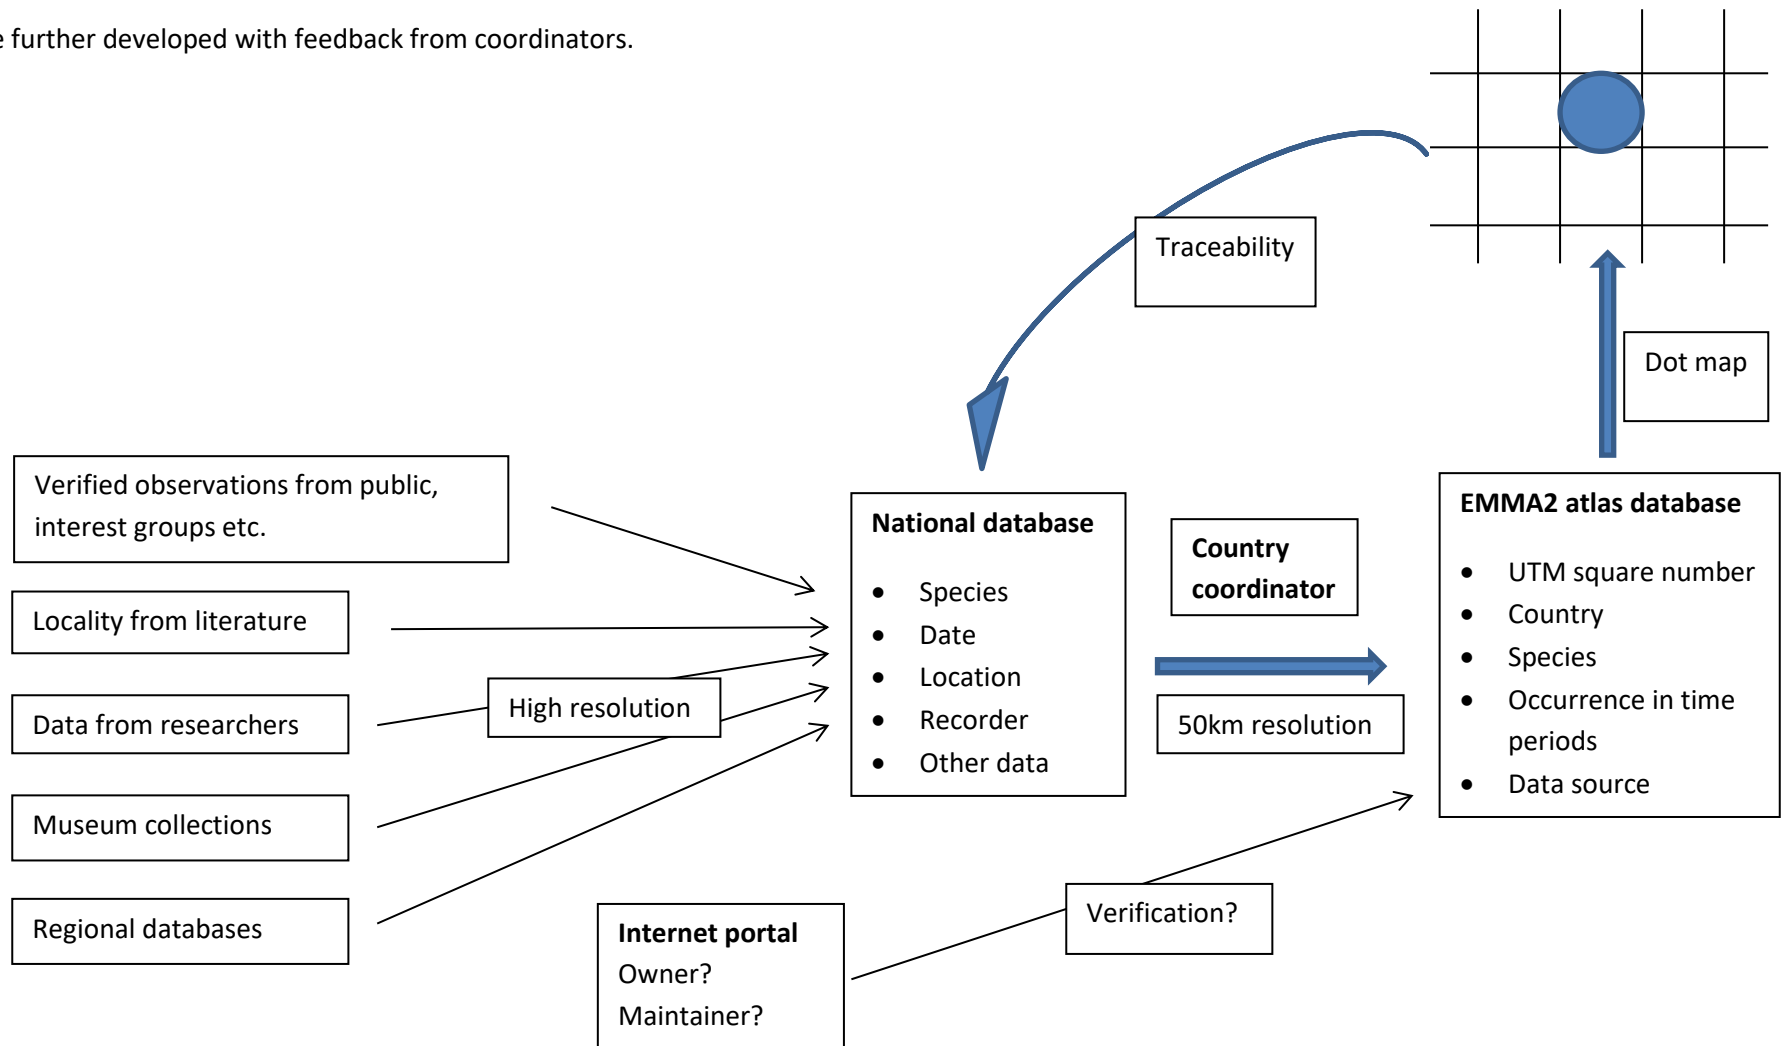 e further developed with feedback from coordinators.
Traceability
Dot map
Verified observations from public,
interest groups etc.
Locality from literature
Data from researchers
Museum collections
Regional databases
High resolution
National database
• Species
• Date
• Location
• Recorder
• Other data
Country
coordinator
50km resolution
EMMA2 atlas database
• UTM square number
• Country
• Species
• Occurrence in time
periods
• Data source
Internet portal
Owner?
Maintainer?
Verification?